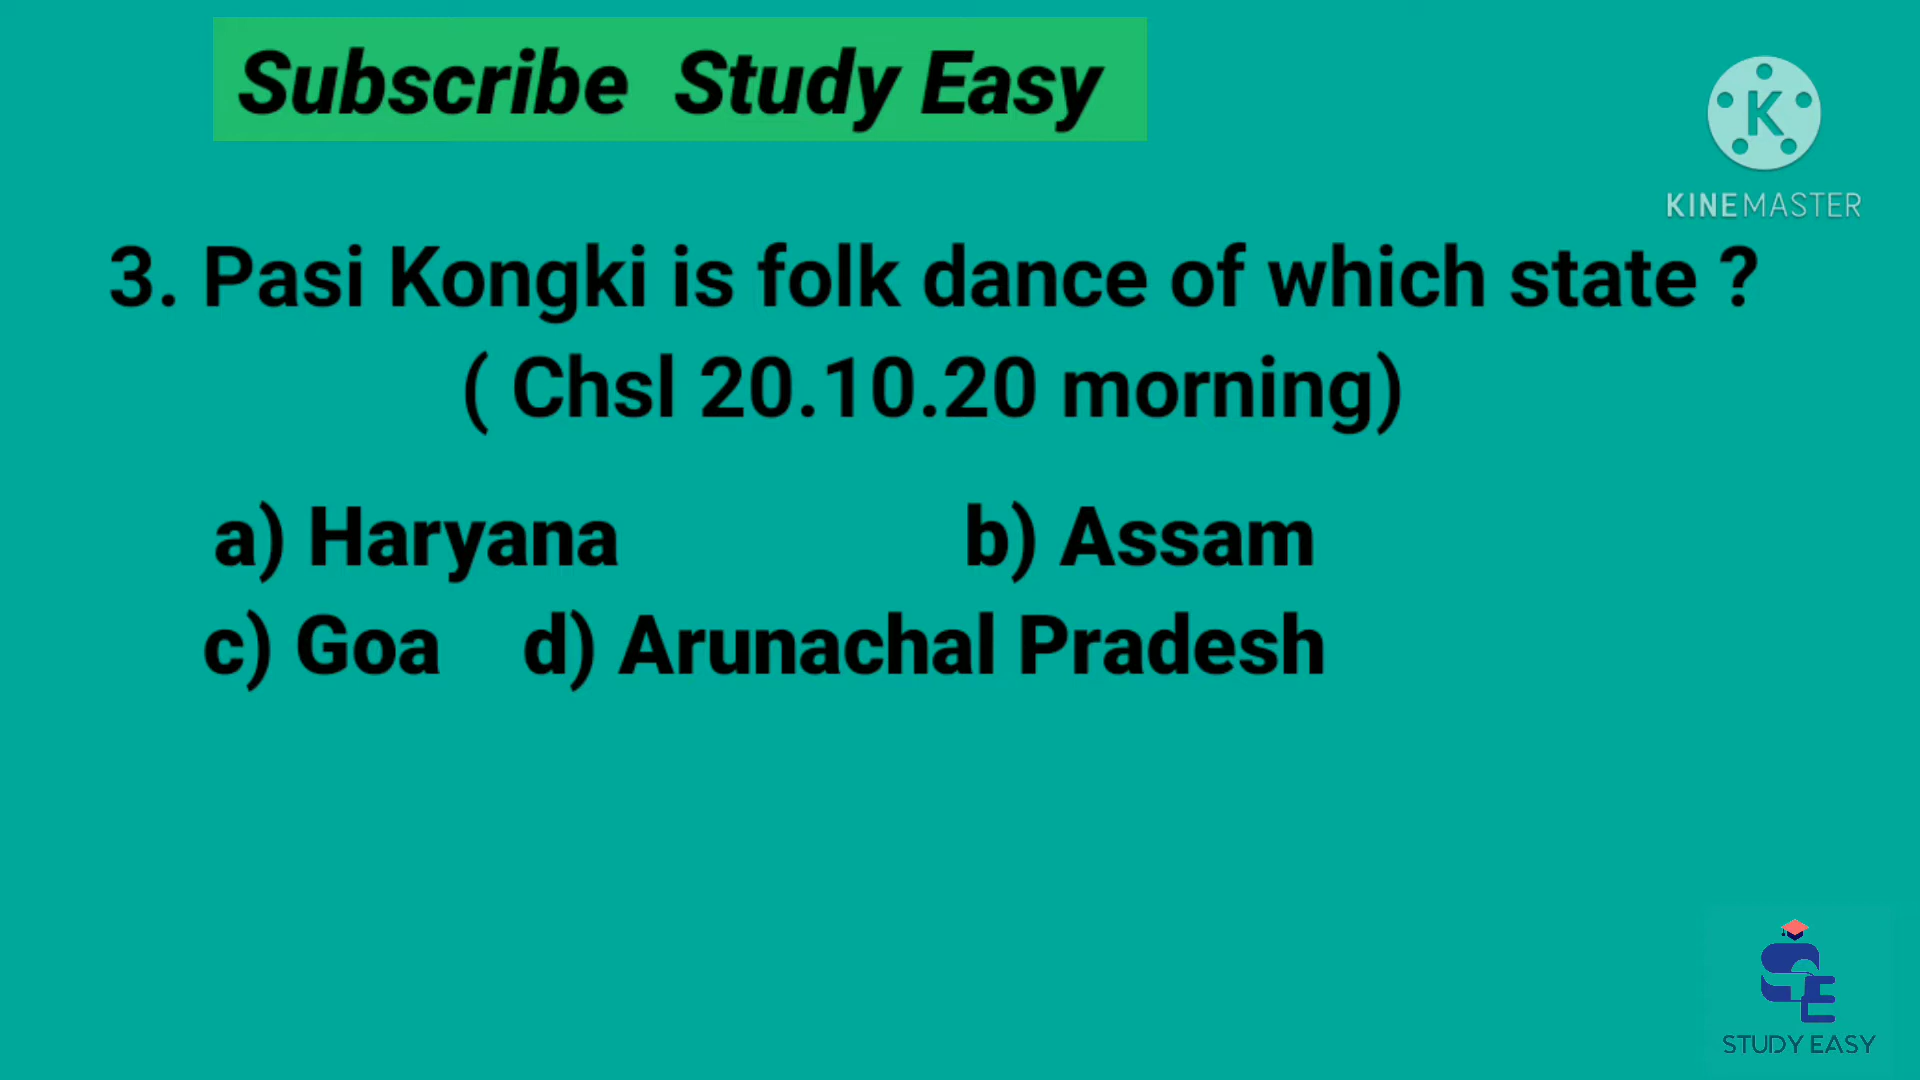 Subscribe Study Easy
K
KINEMASTER
3. Pasi Kongki is folk dance of which state ?
( Chsl 20.10.20 morning)
a) Haryana b) Assam
c) Goa d) Arunachal Pradesh
SE
STUDY EASY